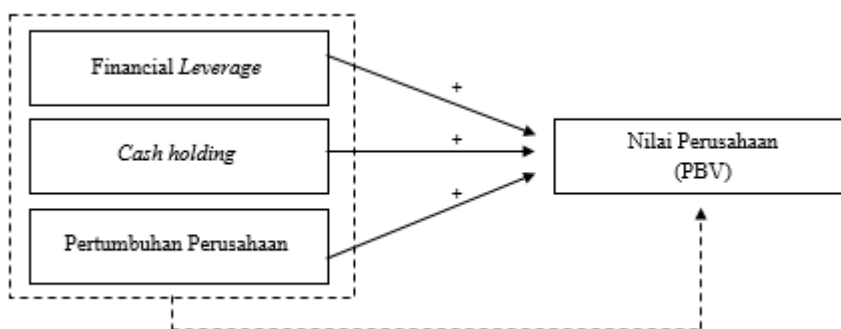 Financial Leverage
+
Cash holding
+
Nilai Perusahaan
(PBV)
+
Pertumbuhan Perusahaan